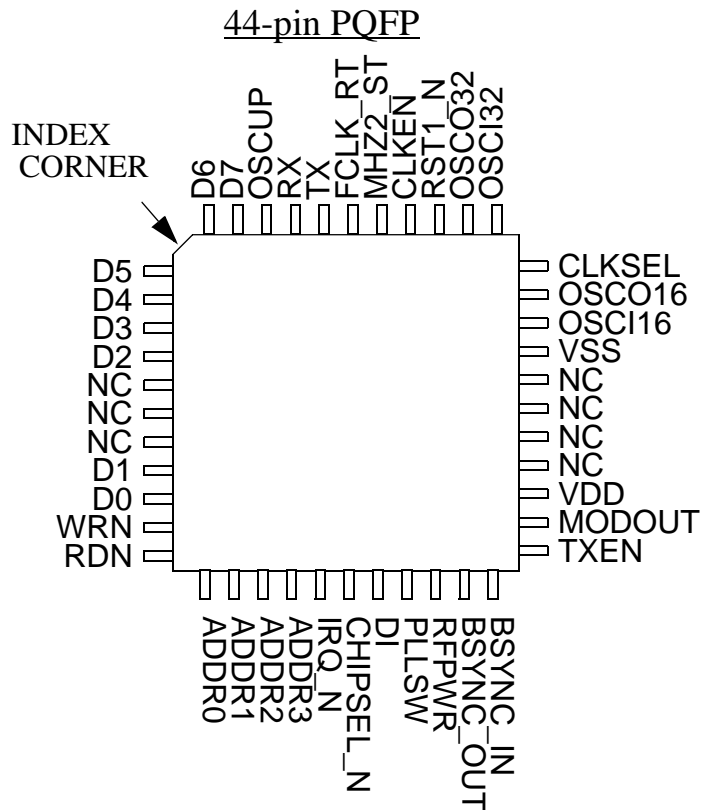 44-pin PQFP
INDEX
CORNER
D6
D7
OSCUP
RX
TX
FCLK_RT
MHZ2_ST
CLKEN
RST1_N
OSCO32
OSCI32
D5
D4
D3
D2
NC
NC
NC
D1
D0
WRN
RDN
CLKSEL
OSCO16
OSCI16
VSS
NC
NC
NC
NC
VDD
MODOUT
TXEN
ADDR0
ADDR1
ADDR2
ADDR3
IRQ_N
CHIPSEL_N
DI
PLLSW
RFPWR
BSYNC_OUT
BSYNC_IN